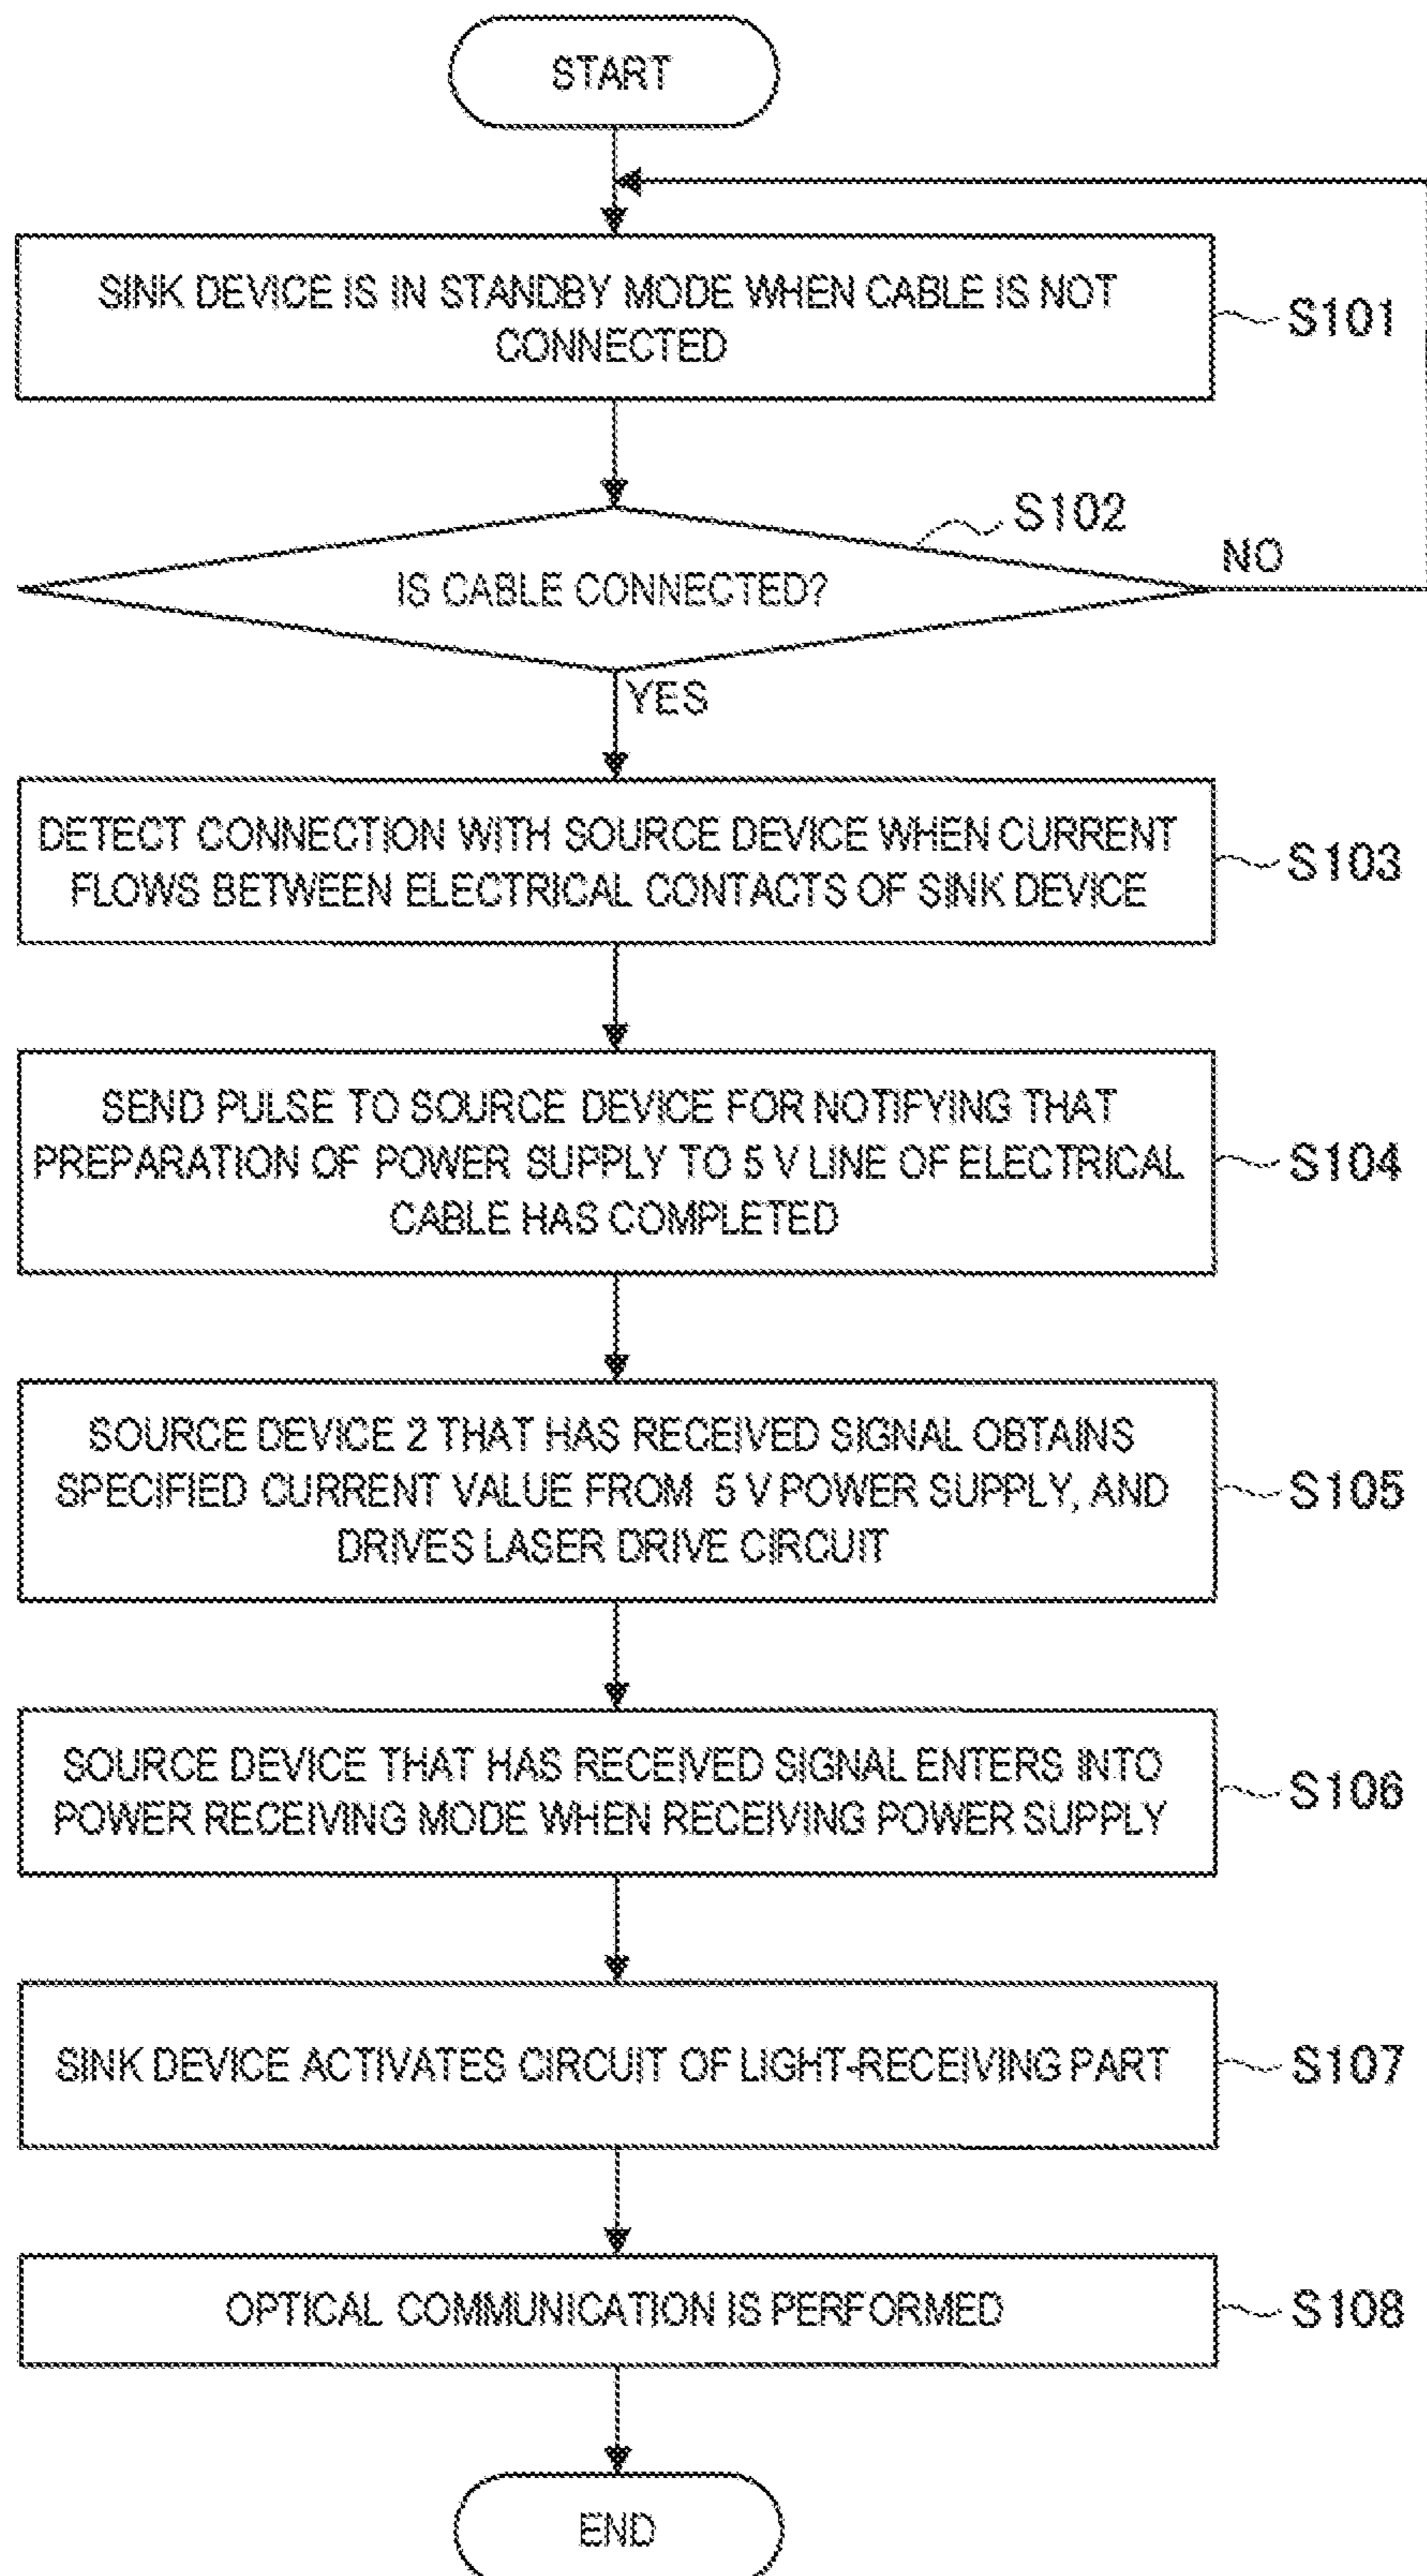 START
SINK DEVICE IS IN STANDBY MODE WHEN CABLE IS NOT
CONNECTED
S101
S102
IS CABLE CONNECTED?
NO
YES
DETECT CONNECTION WITH SOURCE DEVICE WHEN CURRENT
FLOWS BETWEEN ELECTRICAL CONTACTS OF SINK DEVICE
S103
SEND PULSE TO SOURCE DEVICE FOR NOTIFYING THAT
PREPARATION OF POWER SUPPLY TO 5 V LINE OF ELECTRICAL
CABLE HAS COMPLETED
S104
SOURCE DEVICE 2 THAT HAS RECEIVED SIGNAL OBTAINS
SPECIFIED CURRENT VALUE FROM 5 V POWER SUPPLY, AND
DRIVES LASER DRIVE CIRCUIT
S105
SOURCE DEVICE THAT HAS RECEIVED SIGNAL ENTERS INTO
POWER RECEIVING MODE WHEN RECEIVING POWER SUPPLY
S106
SINK DEVICE ACTIVATES CIRCUIT OF LIGHT-RECEIVING PART
S107
OPTICAL COMMUNICATION IS PERFORMED
S108
END